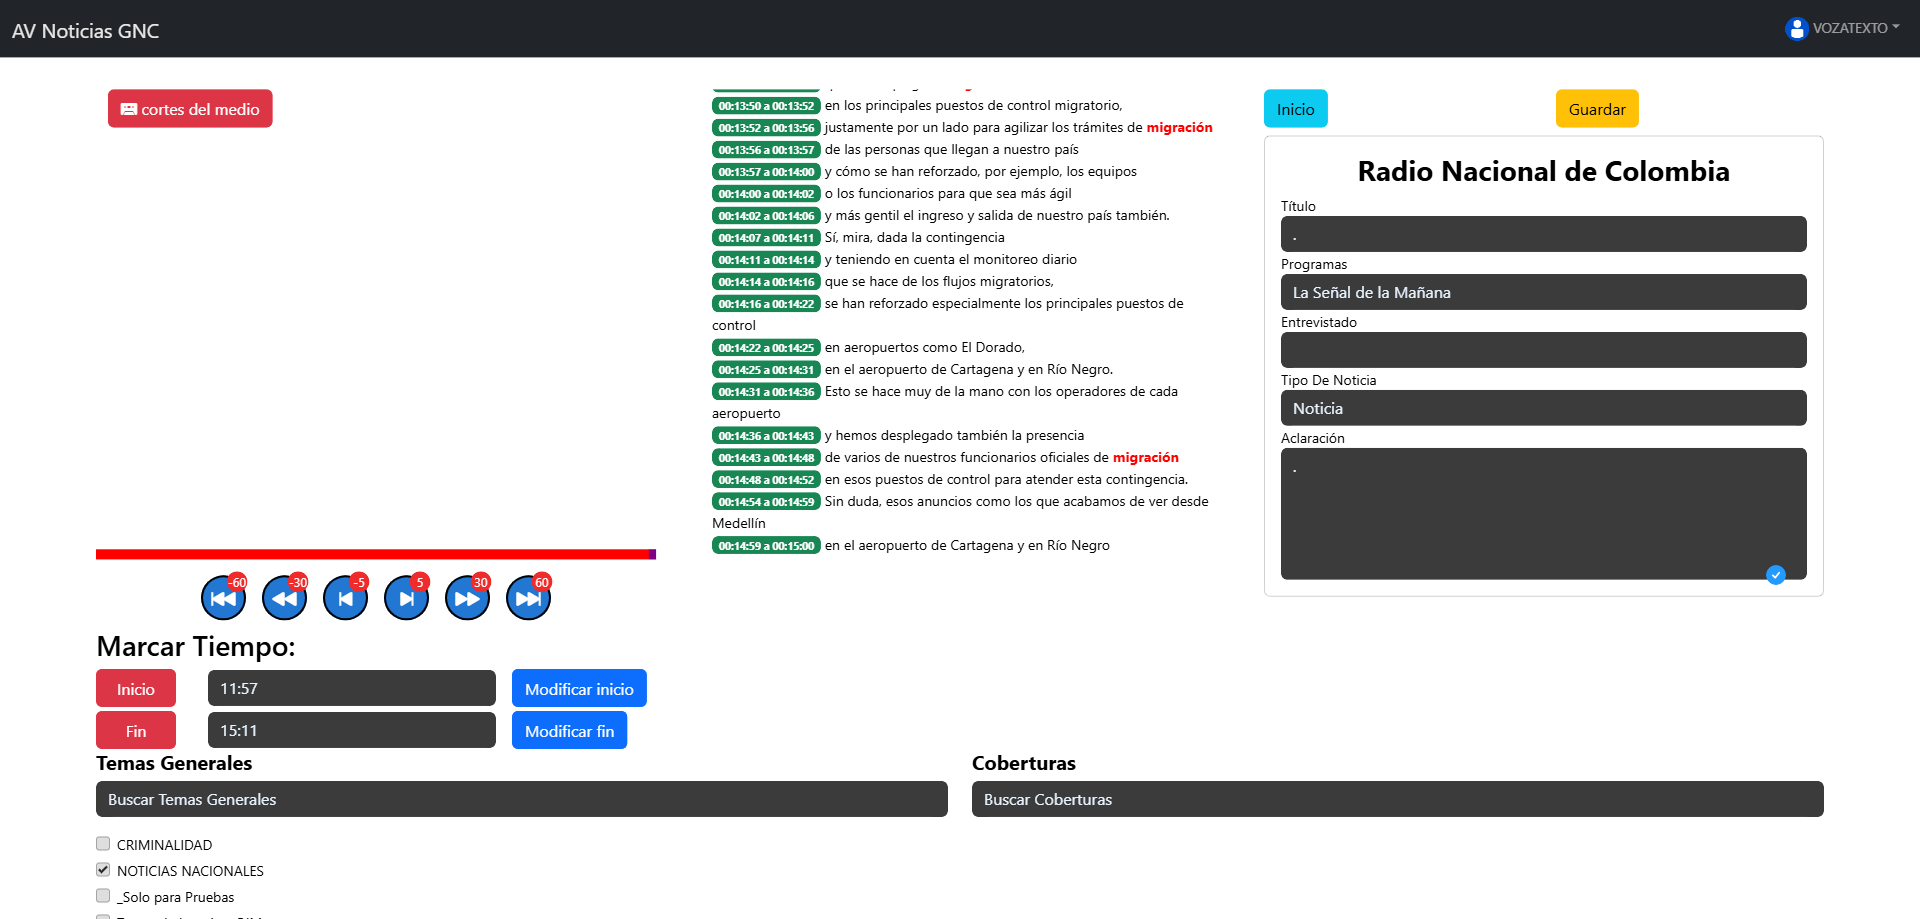 AV Noticias GNC
VOZATEXTO
cortes del medio
00:13:50 a 00:13:52 en los principales puestos de control migratorio,
00:13:52 a 00:13:56 justamente por un lado para agilizar los trámites de migración
00:13:56 a 00:13:57 de las personas que llegan a nuestro país
00:13:57 a 00:14:00 y cómo se han reforzado, por ejemplo, los equipos
00:14:00 a 00:14:02 o los funcionarios para que sea más ágil
00:14:02 a 00:14:06 y más gentil el ingreso y salida de nuestro país también.
00:14:07 a 00:14:11 Sí, mira, dada la contingencia
00:14:11 a 00:14:14 y teniendo en cuenta el monitoreo diario
00:14:14 a 00:14:16 que se hace de los flujos migratorios,
00:14:16 a 00:14:22 se han reforzado especialmente los principales puestos de
control
00:14:22 a 00:14:25 en aeropuertos como El Dorado,
00:14:25 a 00:14:31 en el aeropuerto de Cartagena y en Río Negro.
00:14:31 a 00:14:36 Esto se hace muy de la mano con los operadores de cada
aeropuerto
00:14:36 a 00:14:43 y hemos desplegado también la presencia
00:14:43 a 00:14:48 de varios de nuestros funcionarios oficiales de migración
00:14:48 a 00:14:52 en esos puestos de control para atender esta contingencia.
00:14:54 a 00:14:59 Sin duda, esos anuncios como los que acabamos de ver desde
Medellín
00:14:59 a 00:15:00 en el aeropuerto de Cartagena y en Río Negro
Inicio
Guardar
Radio Nacional de Colombia
Título
.
Programas
La Señal de la Mañana
Entrevistado
Tipo De Noticia
Noticia
Aclaración
.
-60 -30 -5 5 30 60
Marcar Tiempo:
Inicio 11:57 Modificar inicio
Fin 15:11 Modificar fin
Temas Generales
Buscar Temas Generales
CRIMINALIDAD
NOTICIAS NACIONALES
_Solo para Pruebas
Coberturas
Buscar Coberturas